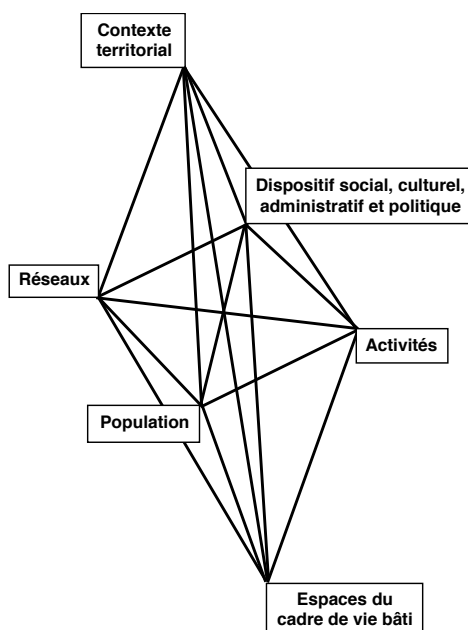 Contexte
territorial
Dispositif social, culturel,
administratif et politique
Réseaux
Activités
Population
Espaces du
cadre de vie bâti